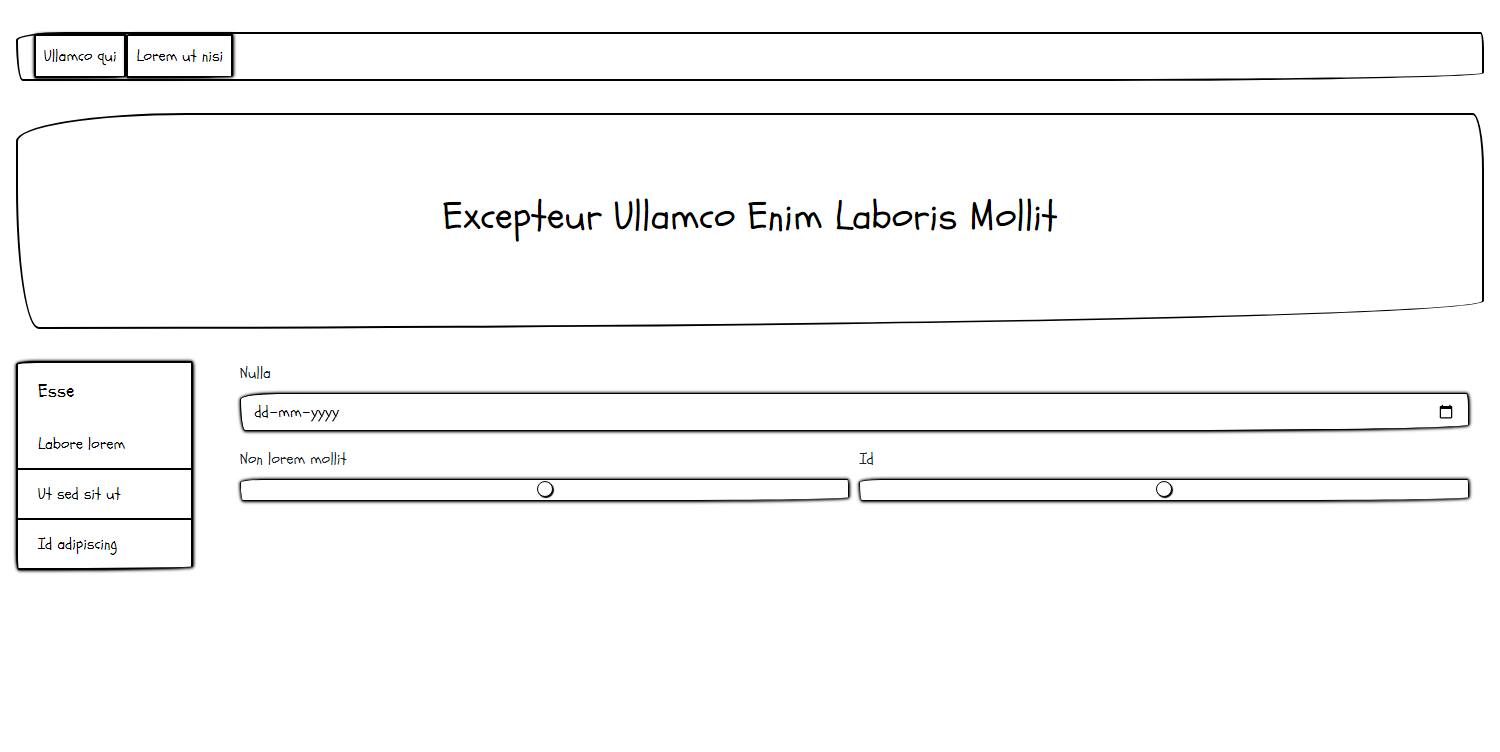 Ullamco qui Lorem ut nisi
Excepteur Ullamco Enim Laboris Mollit
Esse
Labore lorem
Ut sed sit ut
Id adipiscing
Nulla
dd-mm-yyyy
Non lorem mollit Id